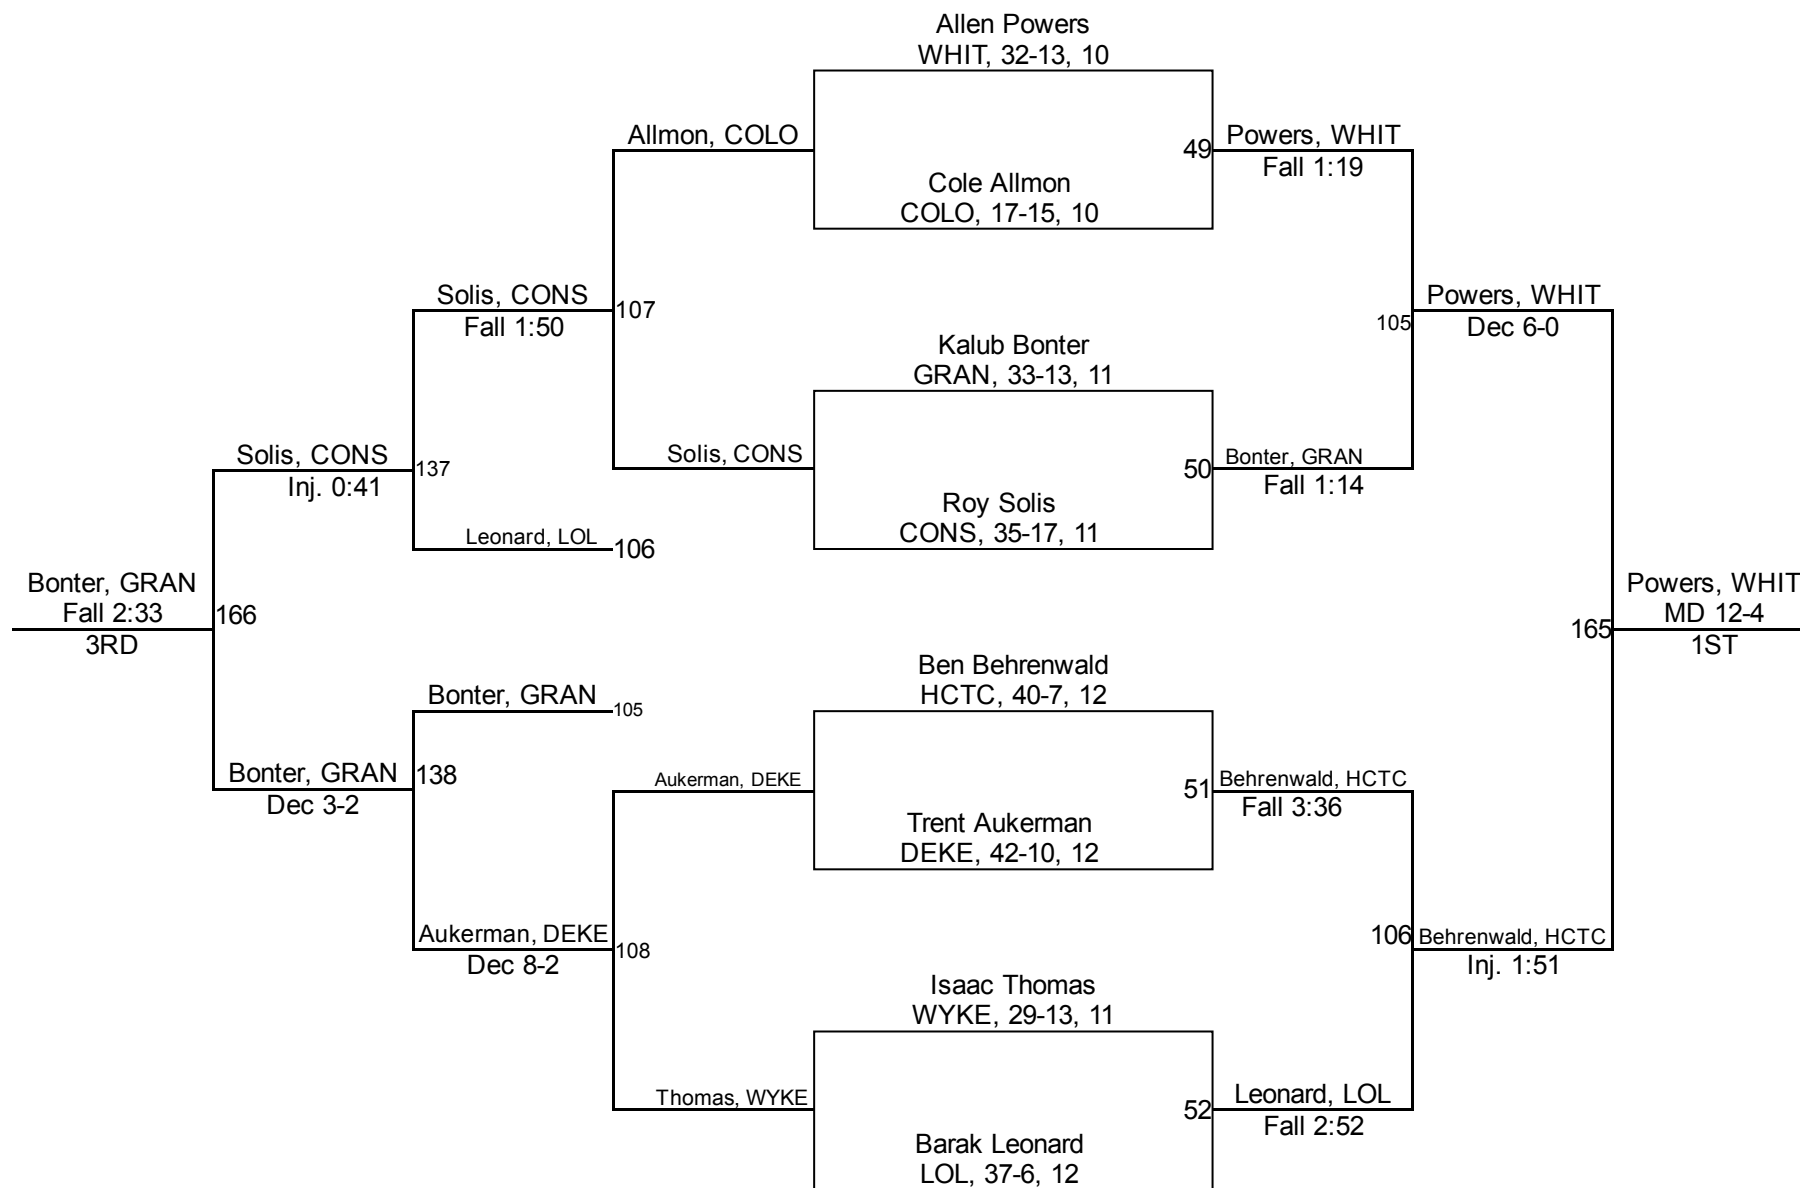 Allen Powers
WHIT, 32-13, 10
Allmon, COLO
49
Powers, WHIT
Fall 1:19
Cole Allmon
COLO, 17-15, 10
Solis, CONS
Fall 1:50
107
105
Powers, WHIT
Dec 6-0
Kalub Bonter
GRAN, 33-13, 11
Solis, CONS
Inj. 0:41
137
Solis, CONS
50
Bonter, GRAN
Fall 1:14
Roy Solis
CONS, 35-17, 11
Leonard, LOL
106
Bonter, GRAN
Fall 2:33
3RD
166
165
Powers, WHIT
MD 12-4
1ST
Ben Behrenwald
HCTC, 40-7, 12
Bonter, GRAN
105
Bonter, GRAN
Dec 3-2
138
Aukerman, DEKE
51
Behrenwald, HCTC
Fall 3:36
Trent Aukerman
DEKE, 42-10, 12
Aukerman, DEKE
Dec 8-2
108
106
Behrenwald, HCTC
Inj. 1:51
Isaac Thomas
WYKE, 29-13, 11
Thomas, WYKE
52
Leonard, LOL
Fall 2:52
Barak Leonard
LOL, 37-6, 12